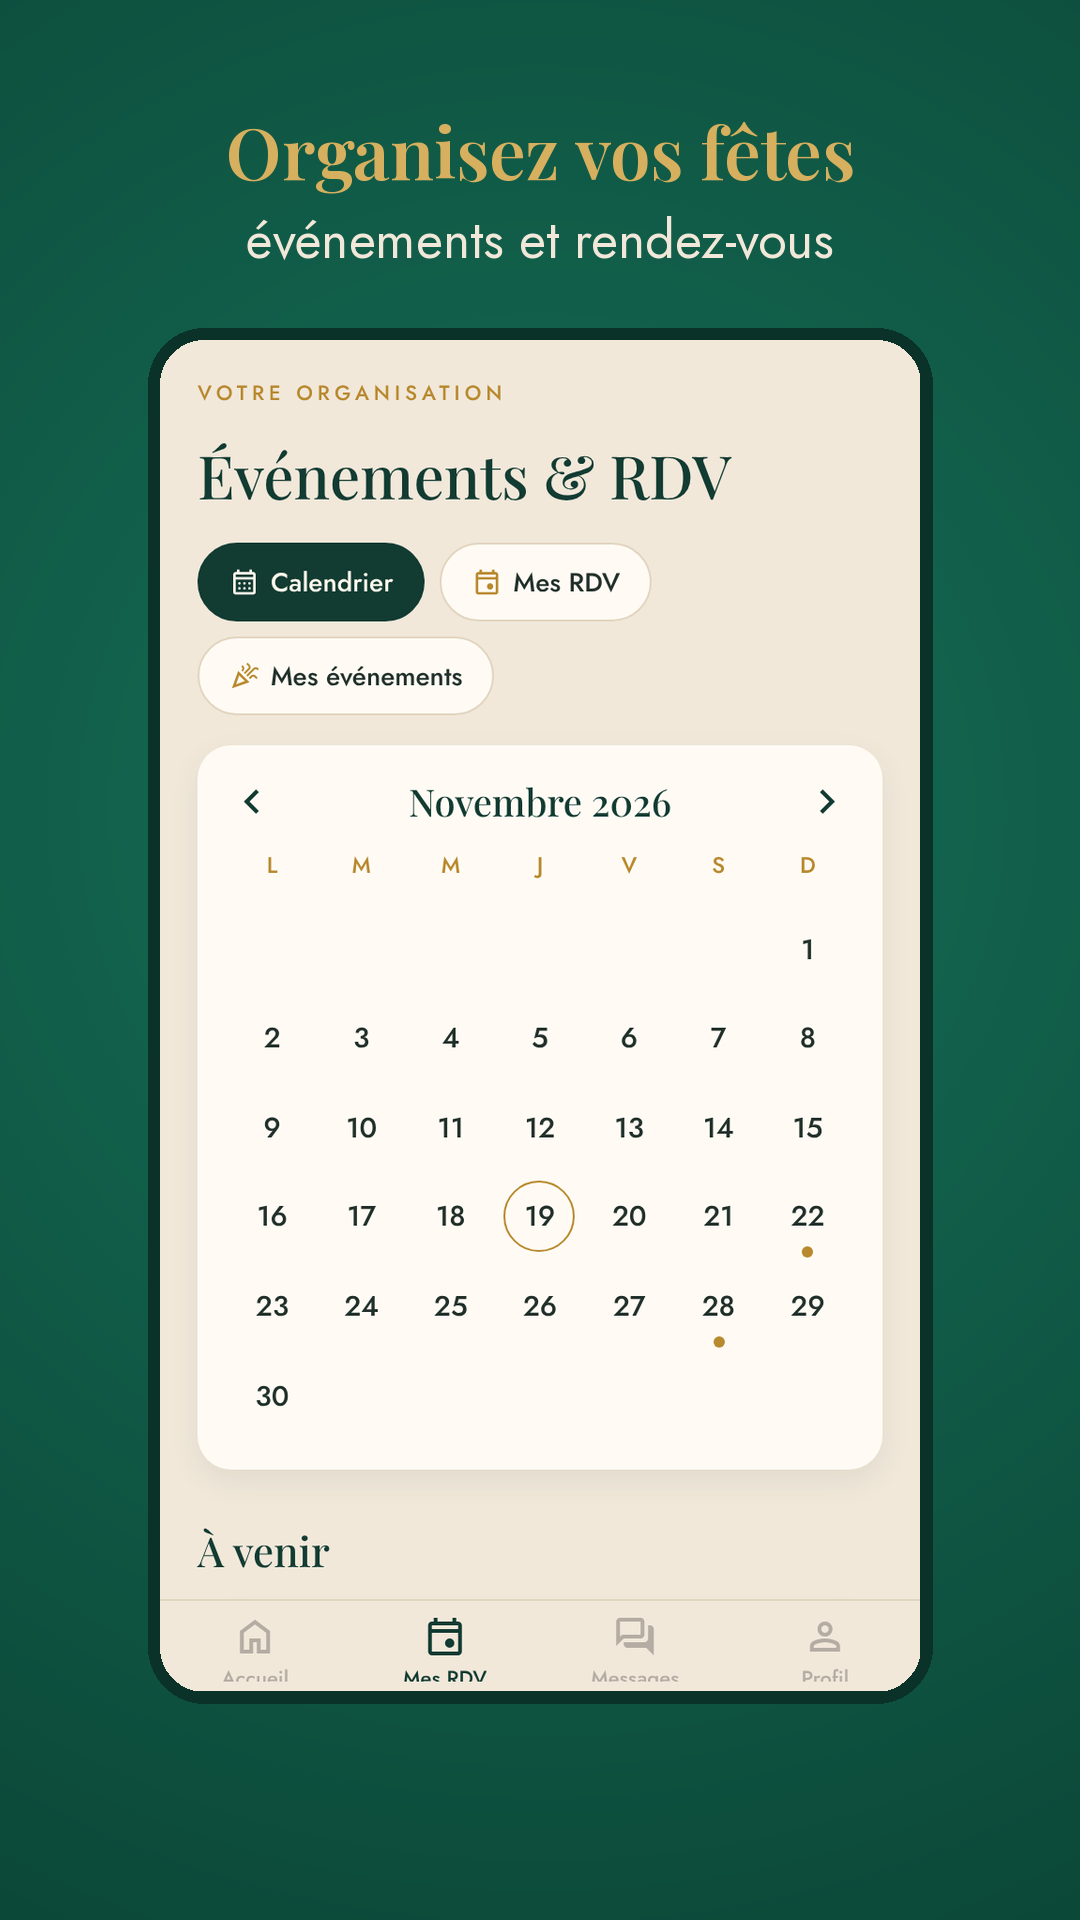 Organisez vos fêtes
événements et rendez-vous
VOTRE ORGANISATION
Événements & RDV
Calendrier
Mes RDV
Mes événements
Novembre 2026
L M M J V S D
1
2 3 4 5 6 7 8
9 10 11 12 13 14 15
16 17 18 19 20 21 22
23 24 25 26 27 28 29
30
À venir
Accueil Mes RDV Messages Profil